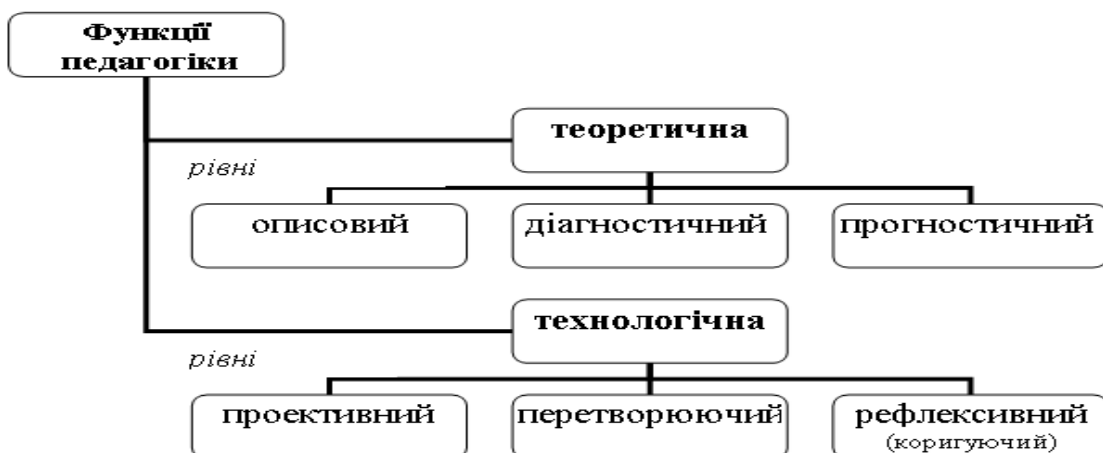 Функції
педагогіки
теоретична
рівні
описовий
діагностичний
прогностичний
технологічна
рівні
проективний
перетворюючий
рефлексивний
(коригуючий)